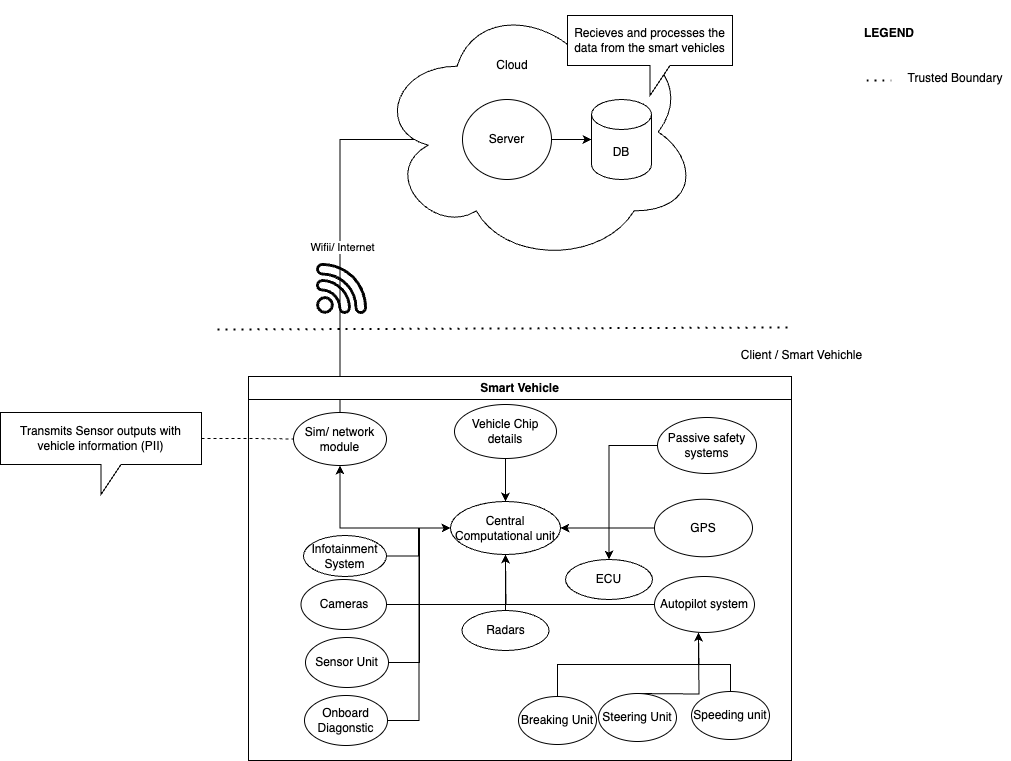 Recieves and processes the
data from the smart vehicles
LEGEND
Cloud
Trusted Boundary
Server
DB
Wifii/ Internet
Client / Smart Vehichle
Smart Vehicle
Transmits Sensor outputs with
vehicle information (PII)
Sim/ network
module
Vehicle Chip
details
Passive safety
systems
Central
Computational unit
GPS
Infotainment
System
ECU
Cameras
Autopilot system
Radars
Sensor Unit
Onboard
Diagonstic
Breaking Unit
Steering Unit
Speeding unit